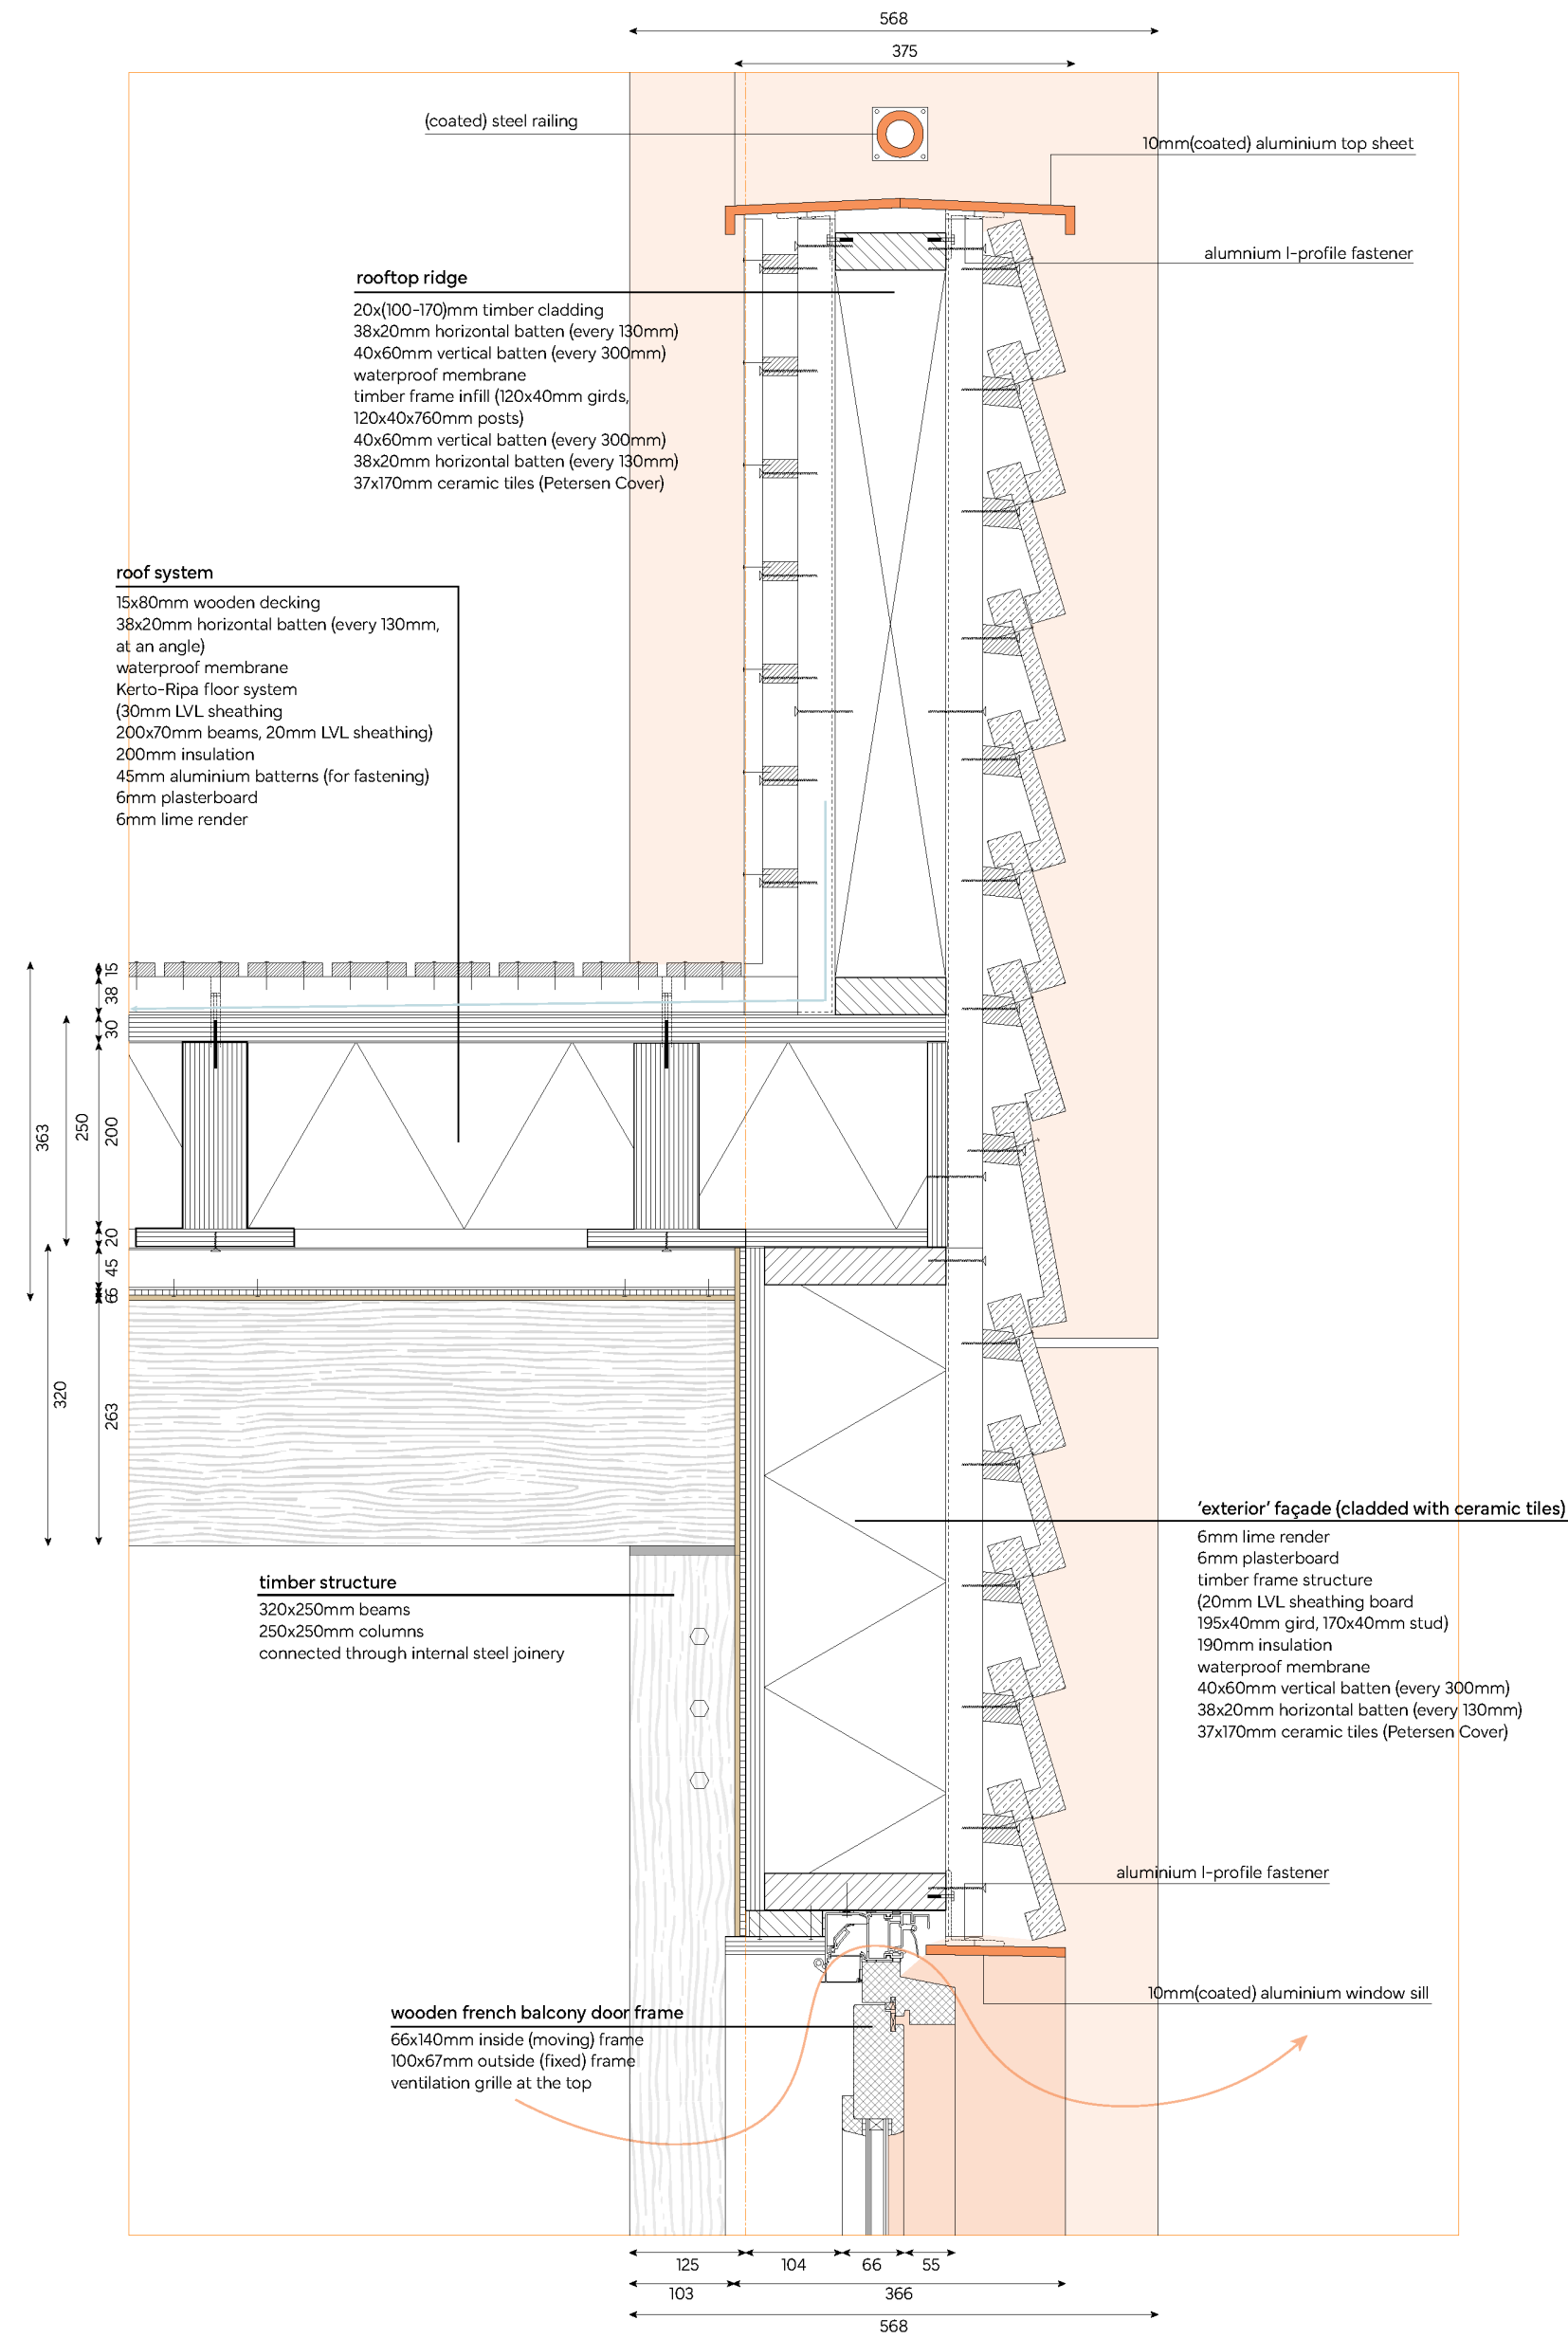 568
375
(coated) steel railing
10mm(coated) aluminium top sheet
alumnium l-profile fastener
rooftop ridge
20x(100-170)mm timber cladding
38x20mm horizontal batten (every 130mm)
40x60mm vertical batten (every 300mm)
waterproof membrane
timber frame infill (120x40mm girds,
120x40x760mm posts)
40x60mm vertical batten (every 300mm)
38x20mm horizontal batten (every 130mm)
37x170mm ceramic tiles (Petersen Cover)
roof system
15x80mm wooden decking
38x20mm horizontal batten (every 130mm,
at an angle)
waterproof membrane
Kerto-Ripa floor system
(30mm LVL sheathing
200x70mm beams, 20mm LVL sheathing)
200mm insulation
45mm aluminium batterns (for fastening)
6mm plasterboard
6mm lime render
15
38
30
200
250
363
20
45
6
6
320
263
'exterior' façade (cladded with ceramic tiles)
6mm lime render
6mm plasterboard
timber frame structure
(20mm LVL sheathing board
195x40mm gird, 170x40mm stud)
190mm insulation
waterproof membrane
40x60mm vertical batten (every 300mm)
38x20mm horizontal batten (every 130mm)
37x170mm ceramic tiles (Petersen Cover)
timber structure
320x250mm beams
250x250mm columns
connected through internal steel joinery
aluminium l-profile fastener
10mm(coated) aluminium window sill
wooden french balcony door frame
66x140mm inside (moving) frame
100x67mm outside (fixed) frame
ventilation grille at the top
125
104
66
55
103
366
568